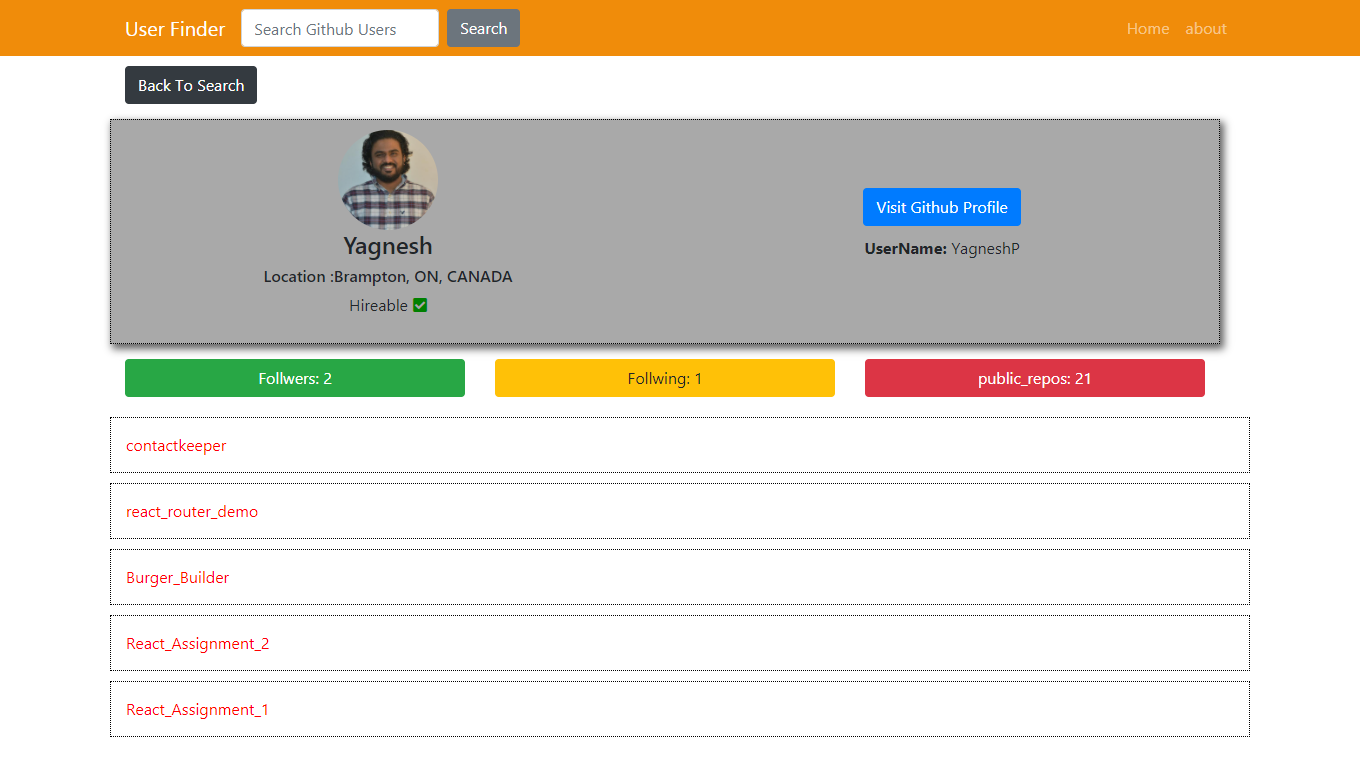 User Finder Search Github Users Search Home about
Back To Search
Yagnesh
Location :Brampton, ON, CANADA
Hireable
Visit Github Profile
UserName: YagneshP
Follwers: 2 Follwing: 1 public_repos: 21
contactkeeper
react_router_demo
Burger_Builder
React_Assignment_2
React_Assignment_1